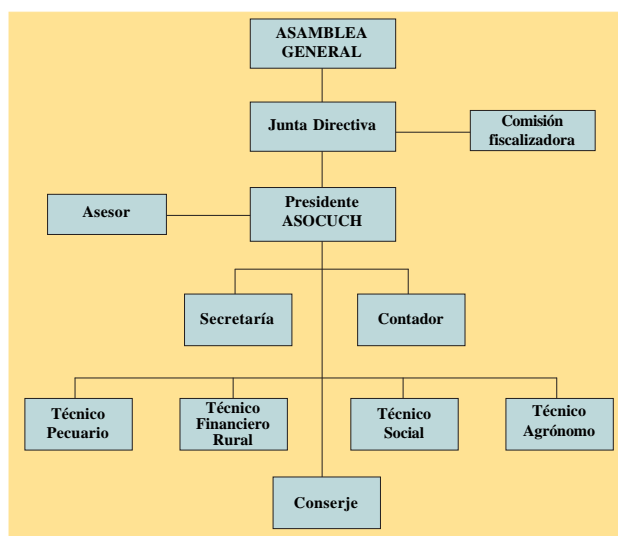 ASAMBLEA
GENERAL
Junta Directiva
Comisión
fiscalizadora
Presidente
ASOCUCH
Asesor
Secretaría
Contador
Técnico
Pecuario
Técnico
Financiero
Rural
Técnico
Social
Técnico
Agrónomo
Conserje